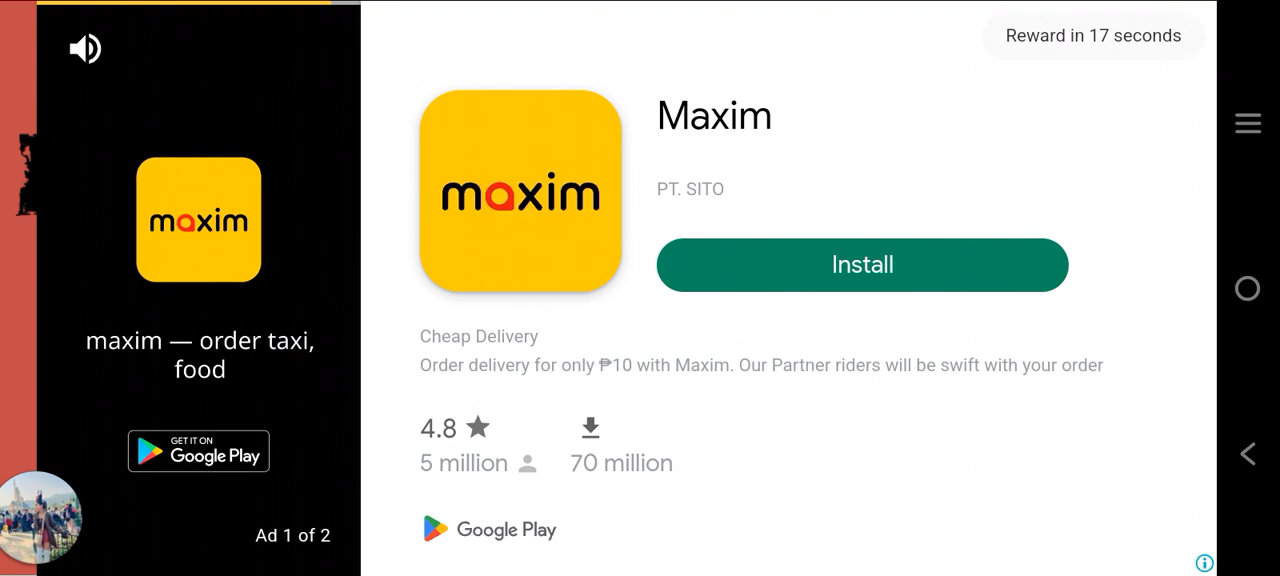 Reward in 17 seconds
maxim
maxim — order taxi,
food
GET IT ON
Google Play
Ad 1 of 2
maxim
Maxim
PT. SITO
Install
Cheap Delivery
Order delivery for only ₱10 with Maxim. Our Partner riders will be swift with your order
4.8
5 million
70 million
Google Play